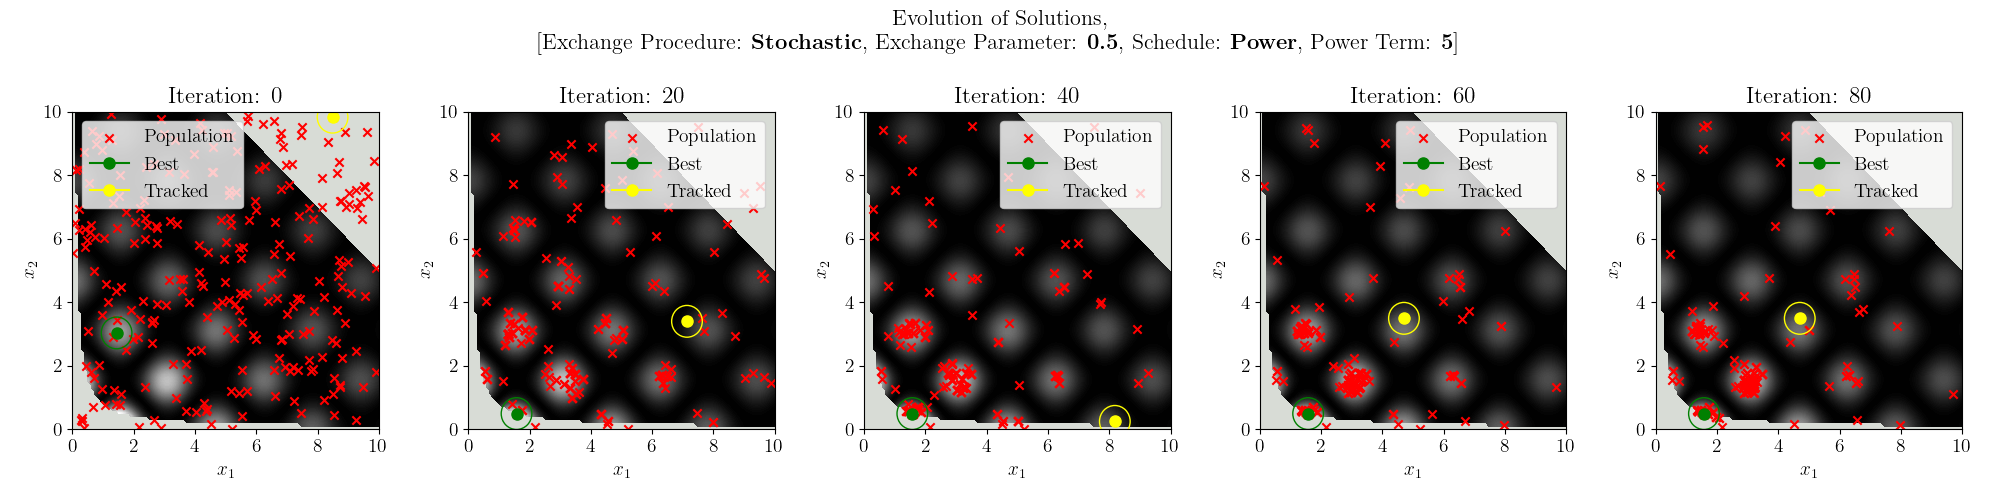 Evolution of Solutions,
[Exchange Procedure: Stochastic, Exchange Parameter: 0.5, Schedule: Power, Power Term: 5]
Iteration: 0
10
8
6
4
2
0
x2
0 2 4 6 8 10
x1
Population
Best
Tracked
Iteration: 20
10
8
6
4
2
0
x2
0 2 4 6 8 10
x1
Population
Best
Tracked
Iteration: 40
10
8
6
4
2
0
x2
0 2 4 6 8 10
x1
Population
Best
Tracked
Iteration: 60
10
8
6
4
2
0
x2
0 2 4 6 8 10
x1
Population
Best
Tracked
Iteration: 80
10
8
6
4
2
0
x2
0 2 4 6 8 10
x1
Population
Best
Tracked